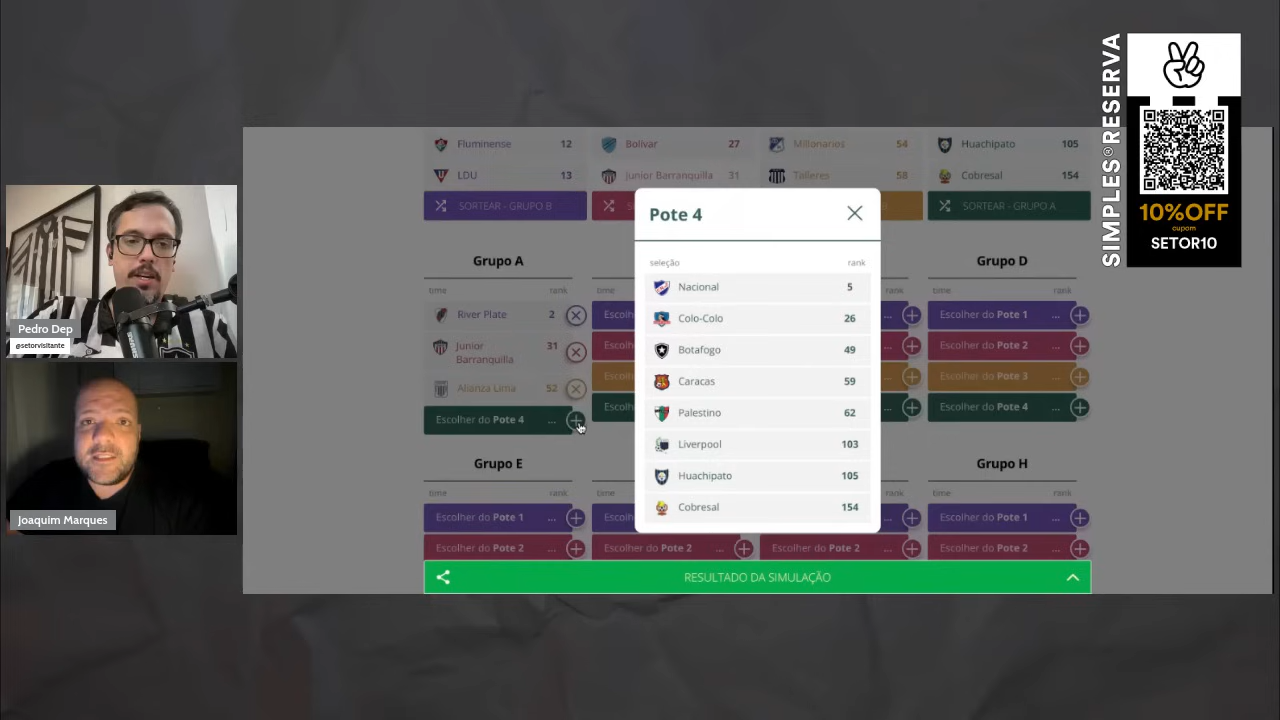 Pedro Dep
@setorvisitante
Joaquim Marques
SIMPLES®RESERVA
10%OFF
cupom
SETOR10
Fluminense 12
LDU 13
SORTEAR - GRUPO B
Bolívar 27
Junior Barranquilla 31
Millonarios 54
Talleres 58
Huachipato 105
Cobresal 154
SORTEAR - GRUPO A
Grupo A
time rank
River Plate 2
Junior
Barranquilla 31
Alianza Lima 52
Escolher do Pote 4 ...
Grupo D
time rank
Escolher do Pote 1 ...
Escolher do Pote 2 ...
Escolher do Pote 3 ...
Escolher do Pote 4 ...
Pote 4
seleção rank
Nacional 5
Colo-Colo 26
Botafogo 49
Caracas 59
Palestino 62
Liverpool 103
Huachipato 105
Cobresal 154
Grupo E
time rank
Escolher do Pote 1 ...
Escolher do Pote 2 ...
Escolher do Pote 2 ...
Escolher do Pote 2 ...
Grupo H
time rank
Escolher do Pote 1 ...
Escolher do Pote 2 ...
RESULTADO DA SIMULAÇÃO